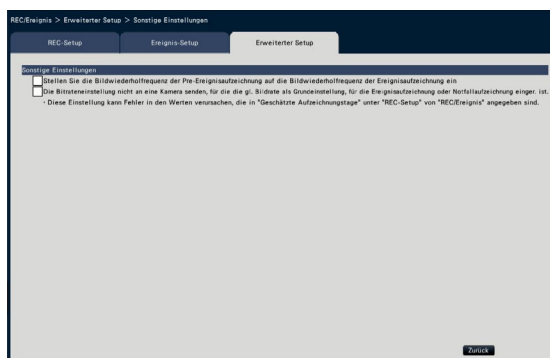 REC/Ereignis > Erweiterter Setup > Sonstige Einstellungen
REC-Setup Ereignis-Setup Erweiterter Setup
Sonstige Einstellungen
Stellen Sie die Bildwiederholfrequenz der Pre-Ereignisaufzeichnung auf die Bildwiederholfrequenz der Ereignisaufzeichnung ein
Die Bitrateneinstellung nicht an eine Kamera senden, für die die gl. Bildrate als Grundeinstellung, für die Ereignisaufzeichnung oder Notfallaufzeichnung einger. ist.
・Diese Einstellung kann Fehler in den Werten verursachen, die in "Geschätzte Aufzeichnungstage" unter "REC-Setup" von "REC/Ereignis" angegeben sind.
Zurück